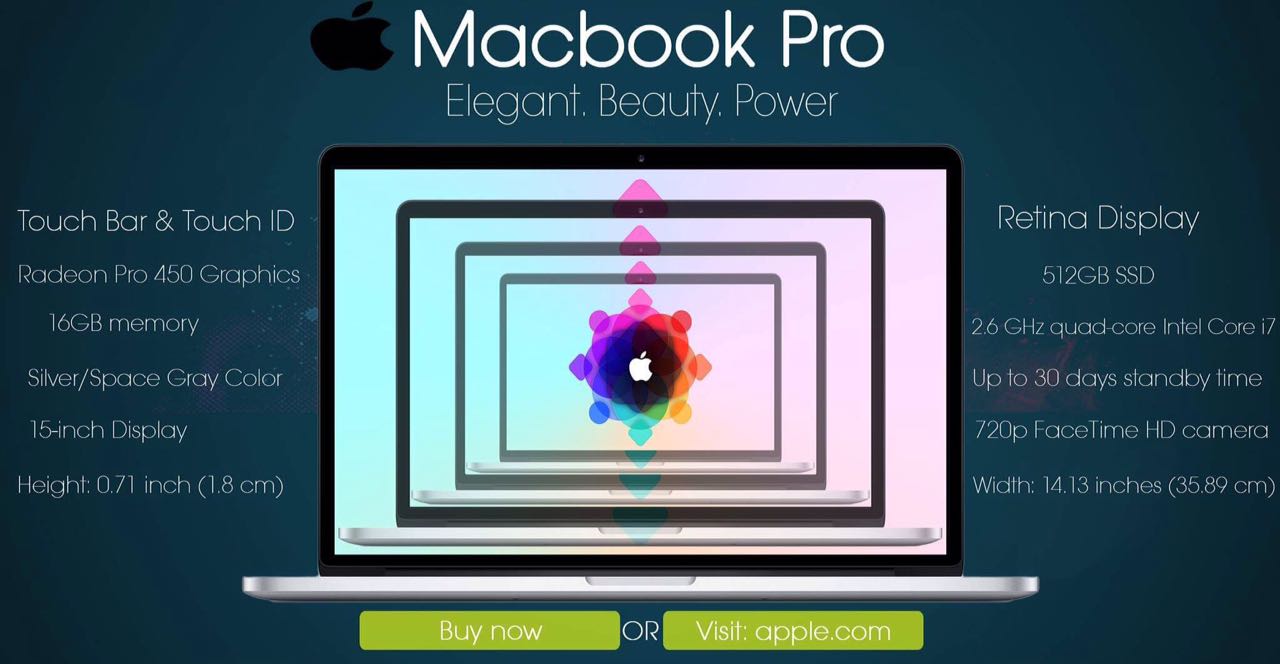 Macbook Pro
Elegant. Beauty. Power
Touch Bar & Touch ID
Radeon Pro 450 Graphics
16GB memory
Silver/Space Gray Color
15-inch Display
Height: 0.71 inch (1.8 cm)
Retina Display
512GB SSD
2.6 GHz quad-core Intel Core i7
Up to 30 days standby time
720p FaceTime HD camera
Width: 14.13 inches (35.89 cm)
Buy now OR Visit: apple.com